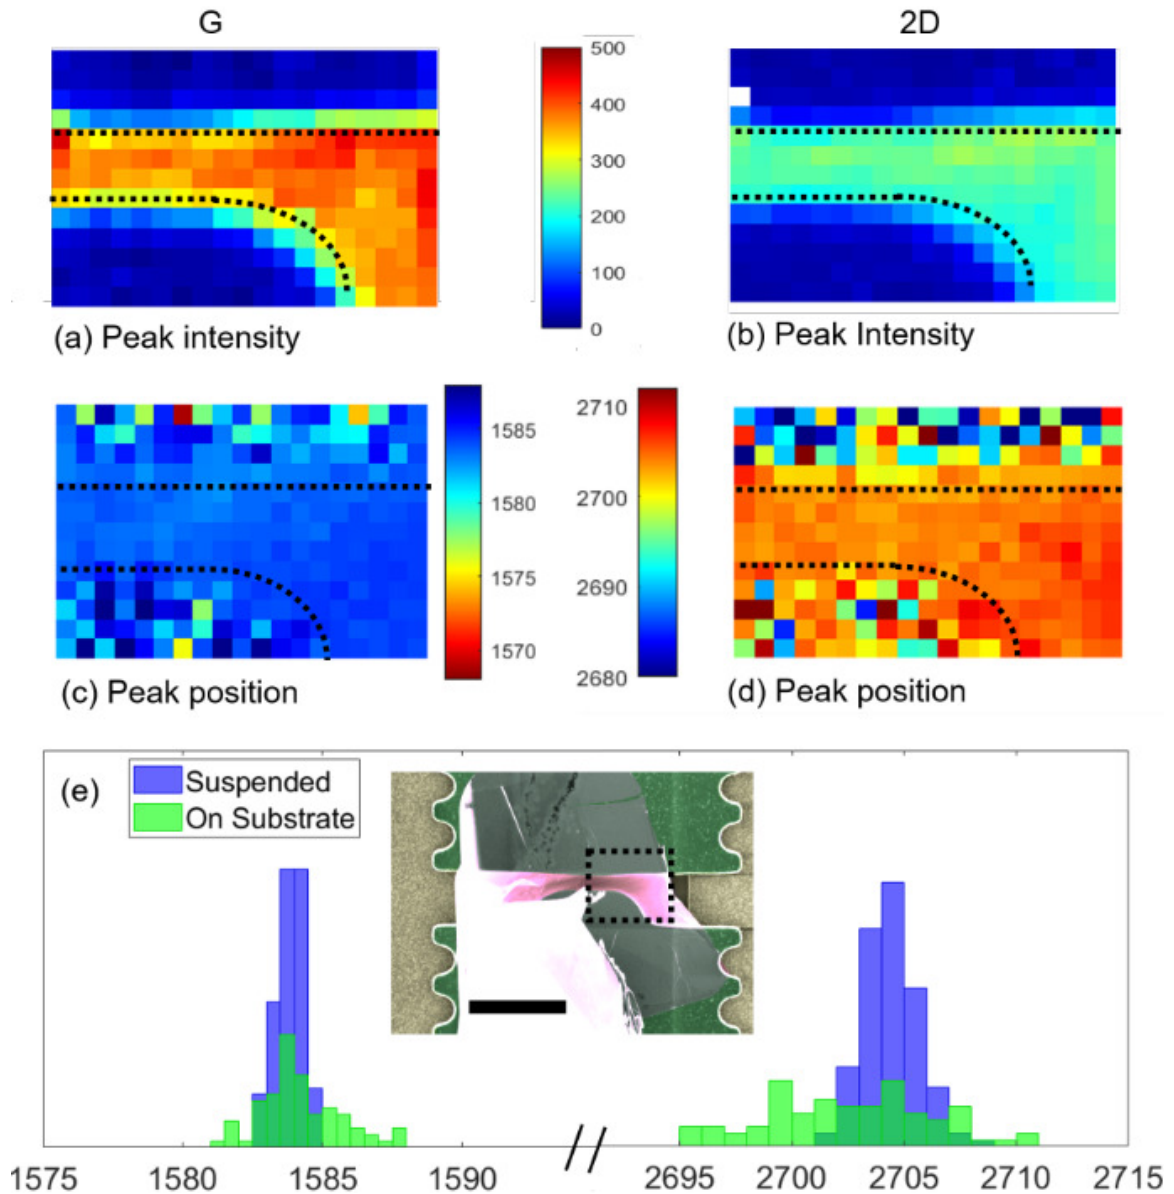 G
2D
500
400
300
200
100
0
(a) Peak intensity
(b) Peak Intensity
1585
1580
1575
1570
2710
2700
2690
2680
(c) Peak position
(d) Peak position
(e)
Suspended
On Substrate
1575 1580 1585 1590 2695 2700 2705 2710 2715